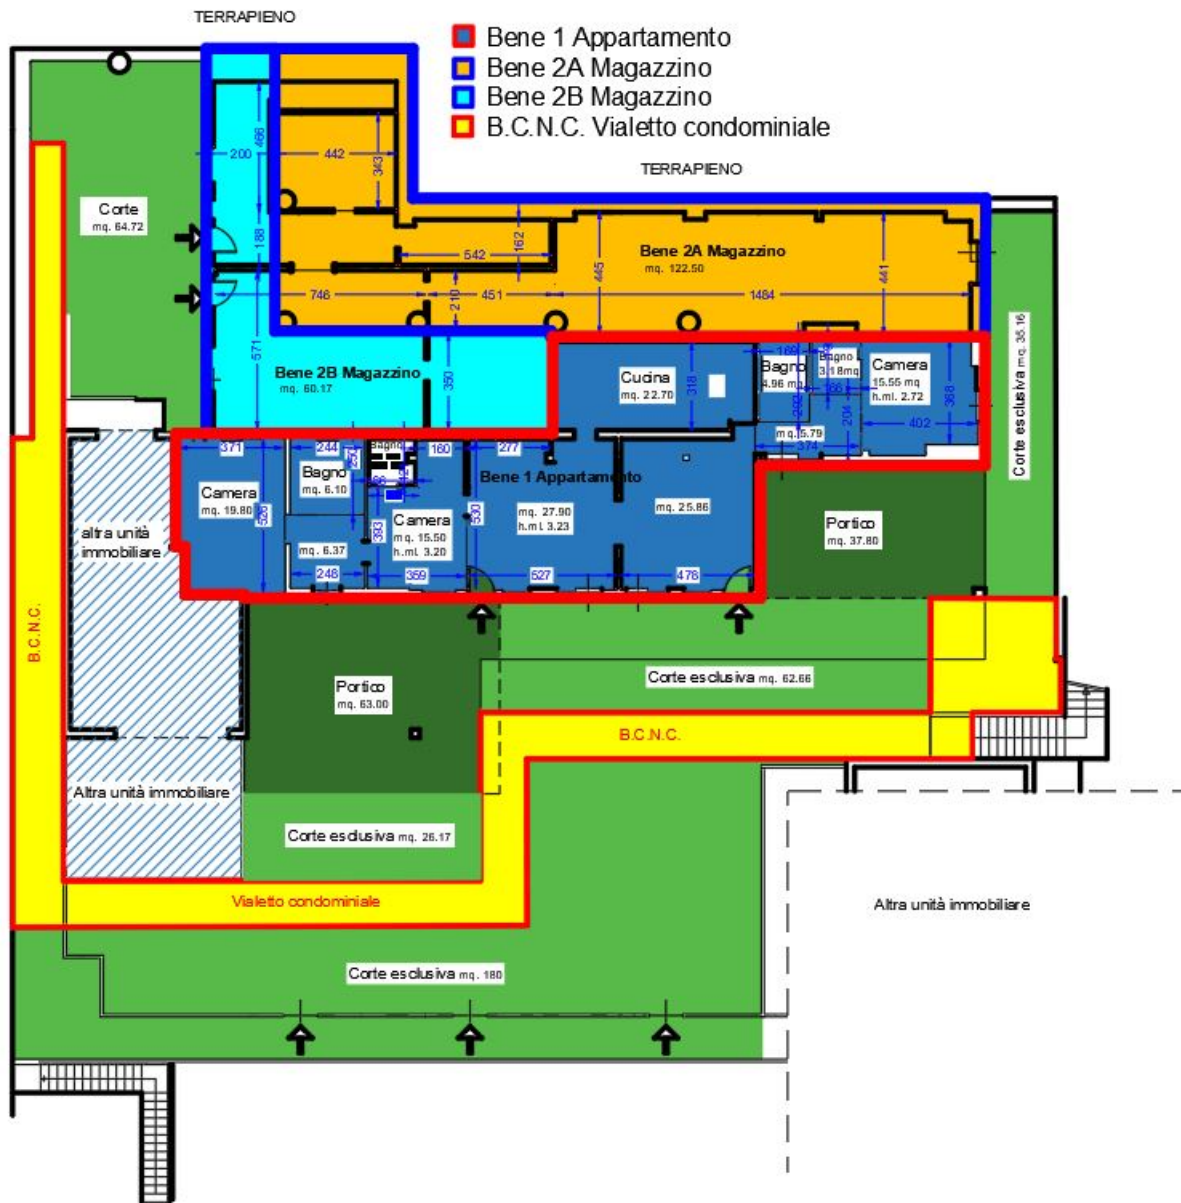 TERRAPIENO
Bene 1 Appartamento
Bene 2A Magazzino
Bene 2B Magazzino
B.C.N.C. Vialetto condominiale
TERRAPIENO
466
200
442
343
Corte
mq. 64.72
188
542
162
445
Bene 2A Magazzino
mq. 122.50
441
746
451
210
1484
571
Bene 2B Magazzino
mq. 60.17
350
Cucina
mq. 22.70
318
168
Bagno
4.96 mq
Bagno
3.18mq
Camera
15.55 mq
h.ml. 2.72
368
402
204
202
mq. 5.79
374
Corte esclusiva mq. 35.16
371
244
250
Bagno
160
277
Bagno
mq. 6.10
Bene 1 Appartamento
Camera
mq. 19.80
526
mq. 6.37
248
393
Camera
mq. 15.50
h.ml. 3.20
359
530
mq. 27.90
h.ml. 3.23
527
mq. 25.86
478
Portico
mq. 37.80
altra unità
immobiliare
B.C.N.C.
Portico
mq. 63.00
Corte esclusiva mq. 62.66
B.C.N.C.
Altra unità immobiliare
Corte esclusiva mq. 26.17
Vialetto condominiale
Altra unità immobiliare
Corte esclusiva mq. 180